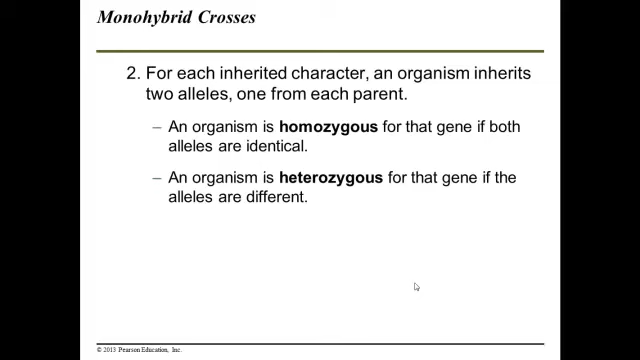 Monohybrid Crosses
2. For each inherited character, an organism inherits
two alleles, one from each parent.
– An organism is homozygous for that gene if both
alleles are identical.
– An organism is heterozygous for that gene if the
alleles are different.
© 2013 Pearson Education, Inc.